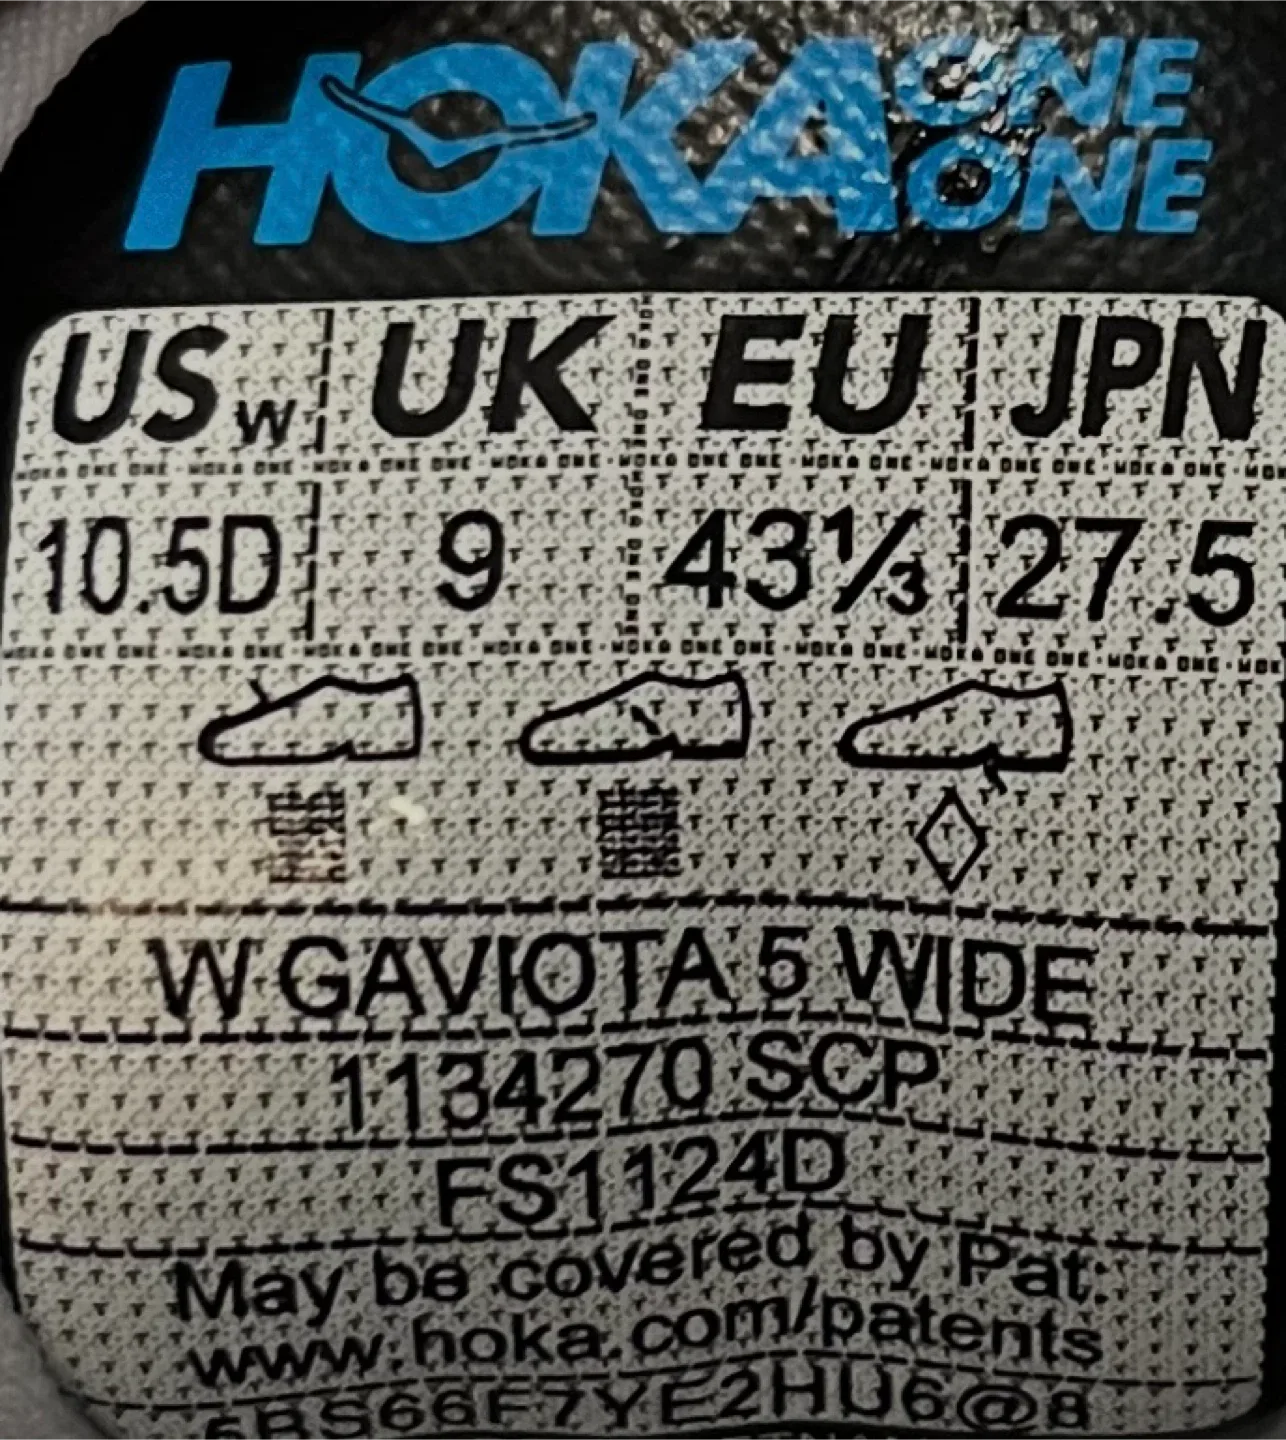 HOKA ONE ONE
USw UK EU JPN
10.5D 9 43⅓ 27.5
W GAVIOTA 5 WIDE
1134270 SCP
FS1124D
May be covered by Pat:
www.hoka.com/patents